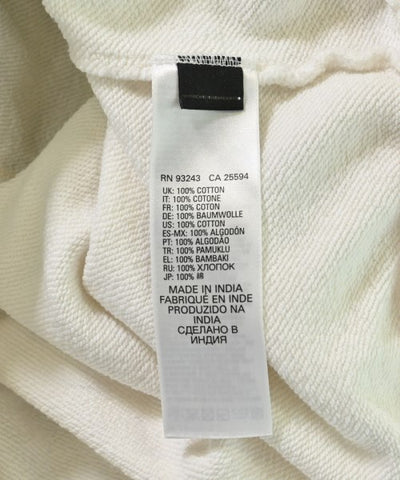 RN 93243 CA 25594
UK: 100% COTTON
IT: 100% COTONE
FR: 100% COTON
DE: 100% BAUMWOLLE
US: 100% COTTON
ES-MX: 100% ALGODÓN
PT: 100% ALGODÃO
TR: 100% PAMUKLU
EL: 100% BAMBAKI
RU: 100% ХЛОПОК
JP: 100% 綿
MADE IN INDIA
FABRIQUÉ EN INDE
PRODUZIDO NA
INDIA
СДЕЛАНО В
ИНДИЯ